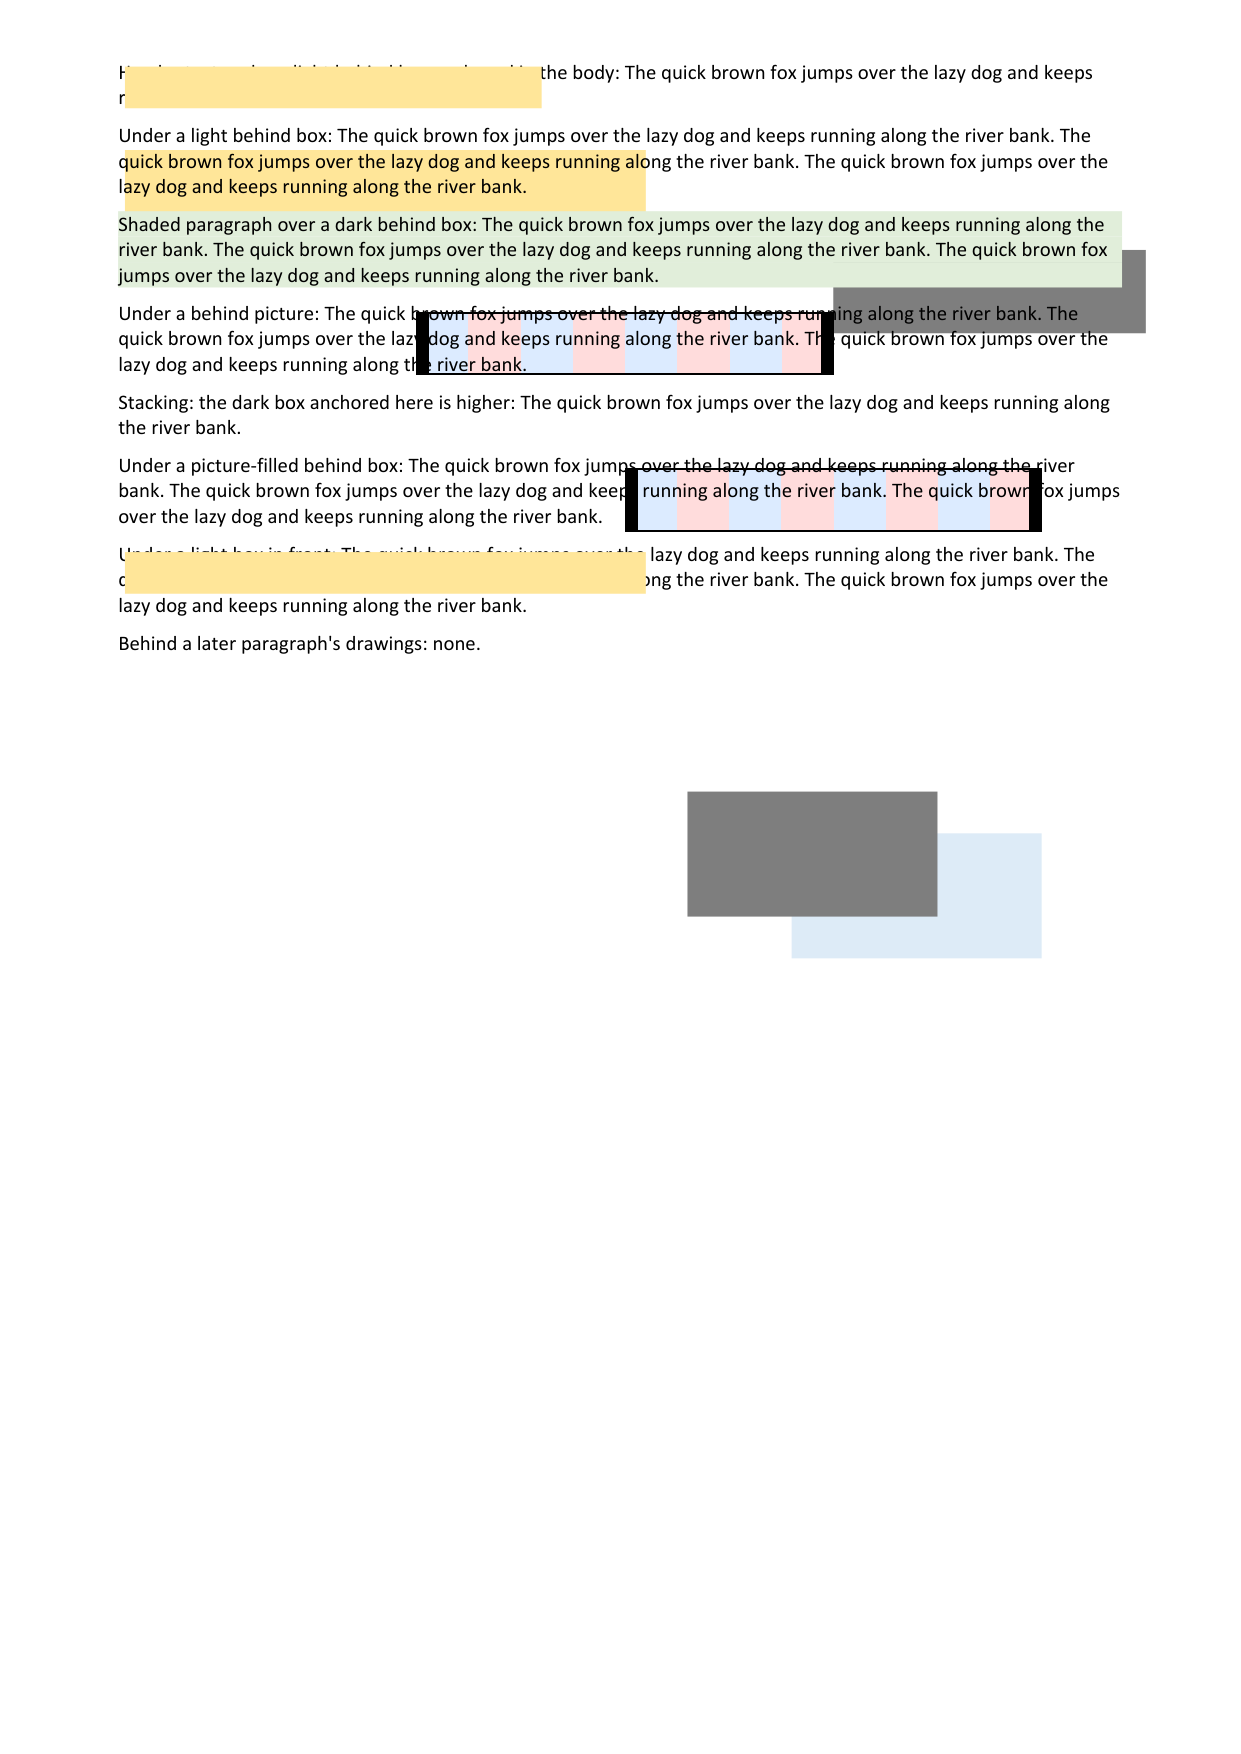 the body: The quick brown fox jumps over the lazy dog and keeps
Under a light behind box: The quick brown fox jumps over the lazy dog and keeps running along the river bank. The
quick brown fox jumps over the lazy dog and keeps running along the river bank. The quick brown fox jumps over the
lazy dog and keeps running along the river bank.
Shaded paragraph over a dark behind box: The quick brown fox jumps over the lazy dog and keeps running along the
river bank. The quick brown fox jumps over the lazy dog and keeps running along the river bank. The quick brown fox
jumps over the lazy dog and keeps running along the river bank.
Under a behind picture: The quick brown fox jumps over the lazy dog and keeps running along the river bank. The
quick brown fox jumps over the lazy dog and keeps running along the river bank. The quick brown fox jumps over the
lazy dog and keeps running along the river bank.
Stacking: the dark box anchored here is higher: The quick brown fox jumps over the lazy dog and keeps running along
the river bank.
Under a picture-filled behind box: The quick brown fox jumps over the lazy dog and keeps running along the river
bank. The quick brown fox jumps over the lazy dog and keeps running along the river bank. The quick brown fox jumps
over the lazy dog and keeps running along the river bank.
Under a light box in front: The quick brown fox jumps over the lazy dog and keeps running along the river bank. The
the river bank. The quick brown fox jumps over the
lazy dog and keeps running along the river bank.
Behind a later paragraph's drawings: none.